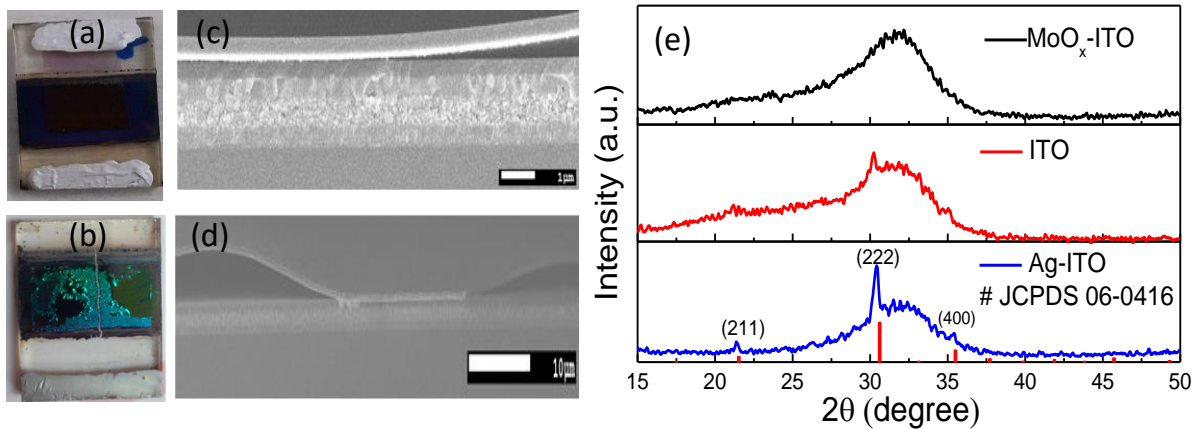 (a)
(b)
(c)
1μm
(d)
10μm
(e)
MoOₓ-ITO
ITO
Ag-ITO
# JCPDS 06-0416
(222)
(211)
(400)
Intensity (a.u.)
15 20 25 30 35 40 45 50
2θ (degree)